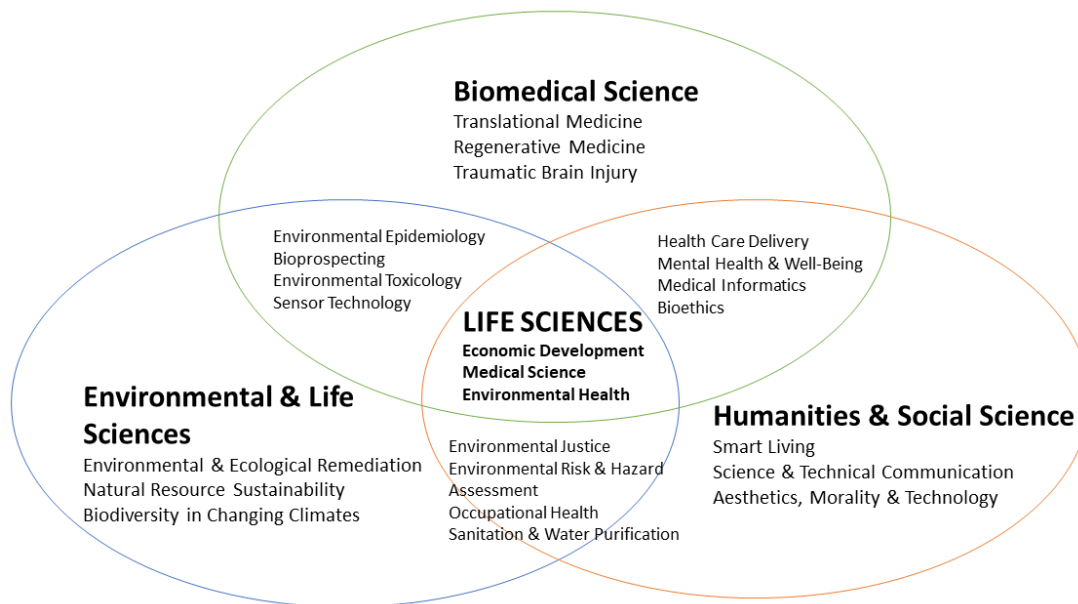 Biomedical Science
Translational Medicine
Regenerative Medicine
Traumatic Brain Injury
Environmental Epidemiology
Bioprospecting
Environmental Toxicology
Sensor Technology
Health Care Delivery
Mental Health & Well-Being
Medical Informatics
Bioethics
LIFE SCIENCES
Economic Development
Medical Science
Environmental Health
Environmental & Life
Sciences
Environmental & Ecological Remediation
Natural Resource Sustainability
Biodiversity in Changing Climates
Environmental Justice
Environmental Risk & Hazard
Assessment
Occupational Health
Sanitation & Water Purification
Humanities & Social Science
Smart Living
Science & Technical Communication
Aesthetics, Morality & Technology